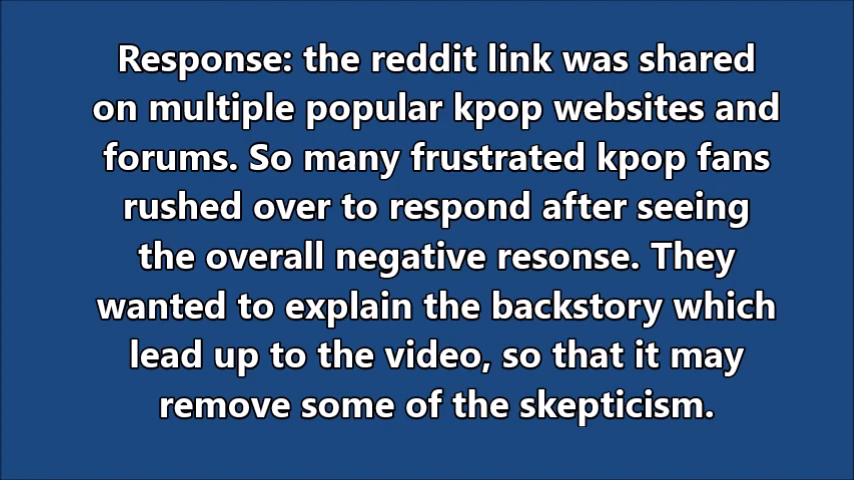 Response: the reddit link was shared
on multiple popular kpop websites and
forums. So many frustrated kpop fans
rushed over to respond after seeing
the overall negative resonse. They
wanted to explain the backstory which
lead up to the video, so that it may
remove some of the skepticism.